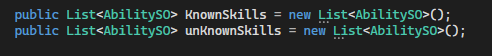 public List<AbilitySO> KnownSkills = new List<AbilitySO>();
public List<AbilitySO> unKnownSkills = new List<AbilitySO>();